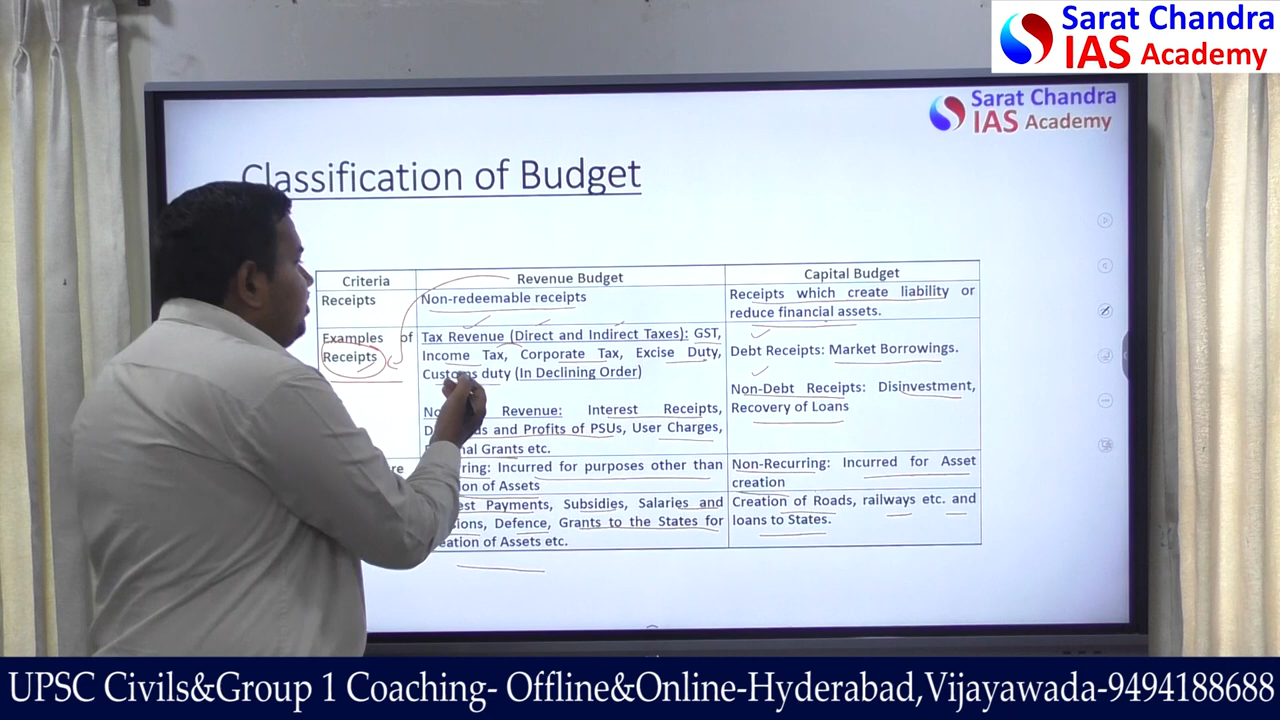 Sarat Chandra
IAS Academy
Sarat Chandra
IAS Academy
Classification of Budget
Criteria
Revenue Budget
Capital Budget
Receipts
Non-redeemable receipts
Receipts which create liability or
reduce financial assets.
Examples of
Receipts
Tax Revenue (Direct and Indirect Taxes): GST,
Income Tax, Corporate Tax, Excise Duty,
Customs duty (In Declining Order)
Revenue: Interest Receipts,
and Profits of PSUs, User Charges,
Grants etc.
Debt Receipts: Market Borrowings.
Non-Debt Receipts: Disinvestment,
Recovery of Loans
Incurred for purposes other than
of Assets
Non-Recurring: Incurred for Asset
creation
Payments, Subsidies, Salaries and
Defence, Grants to the States for
of Assets etc.
Creation of Roads, railways etc. and
loans to States.
UPSC Civils&Group 1 Coaching- Offline&Online-Hyderabad,Vijayawada-9494188688